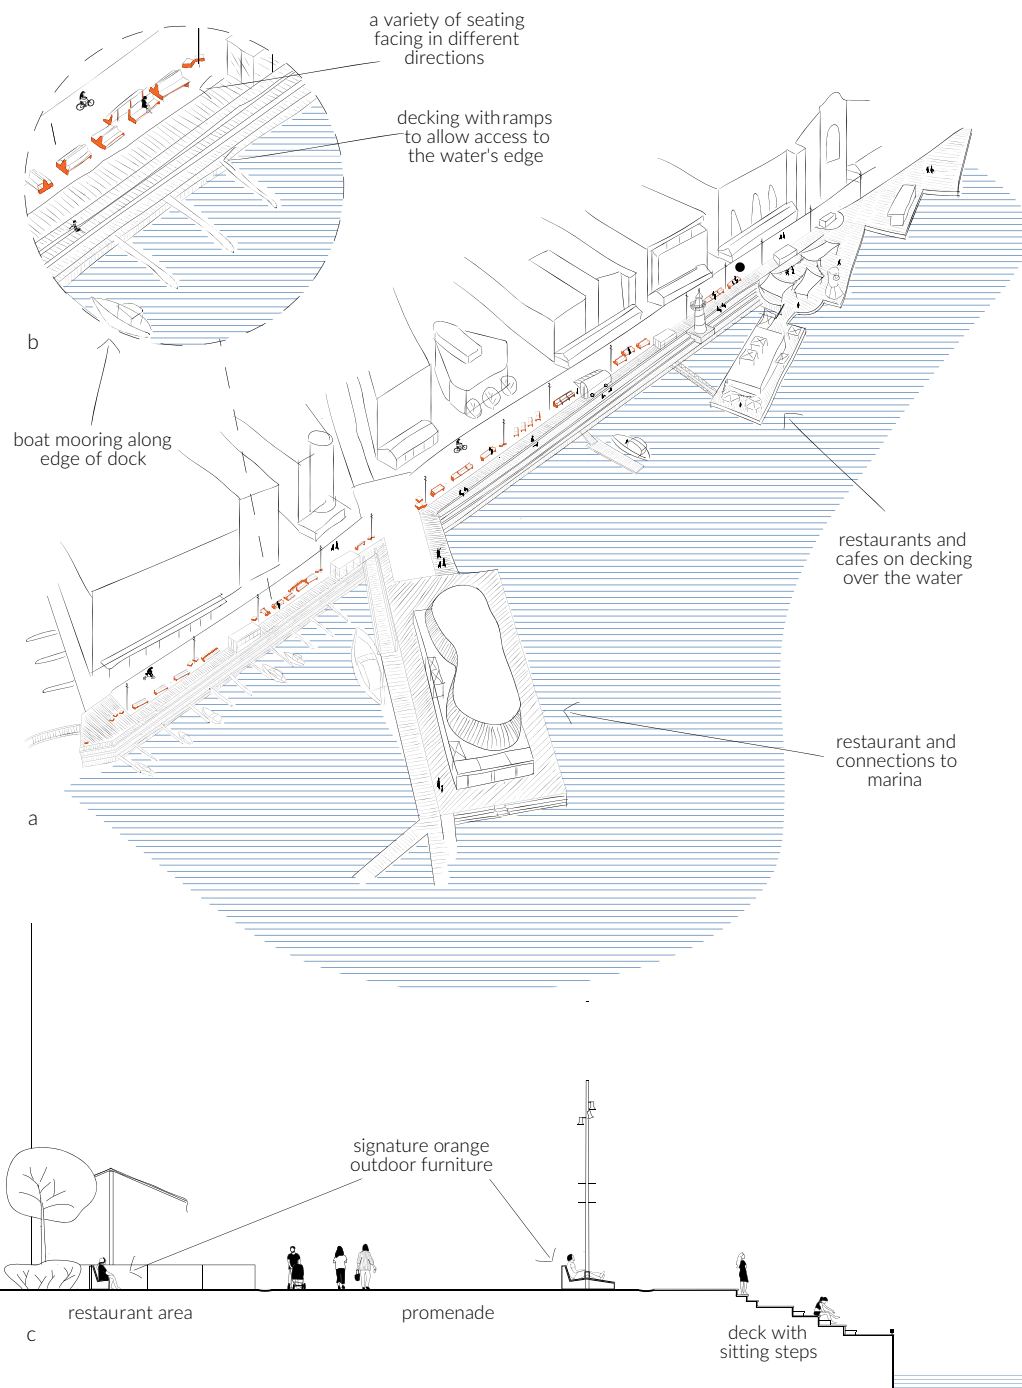 a variety of seating
facing in different
directions
decking with ramps
to allow access to
the water's edge
b
boat mooring along
edge of dock
restaurants and
cafes on decking
over the water
restaurant and
connections to
marina
a
signature orange
outdoor furniture
restaurant area
promenade
deck with
sitting steps
c